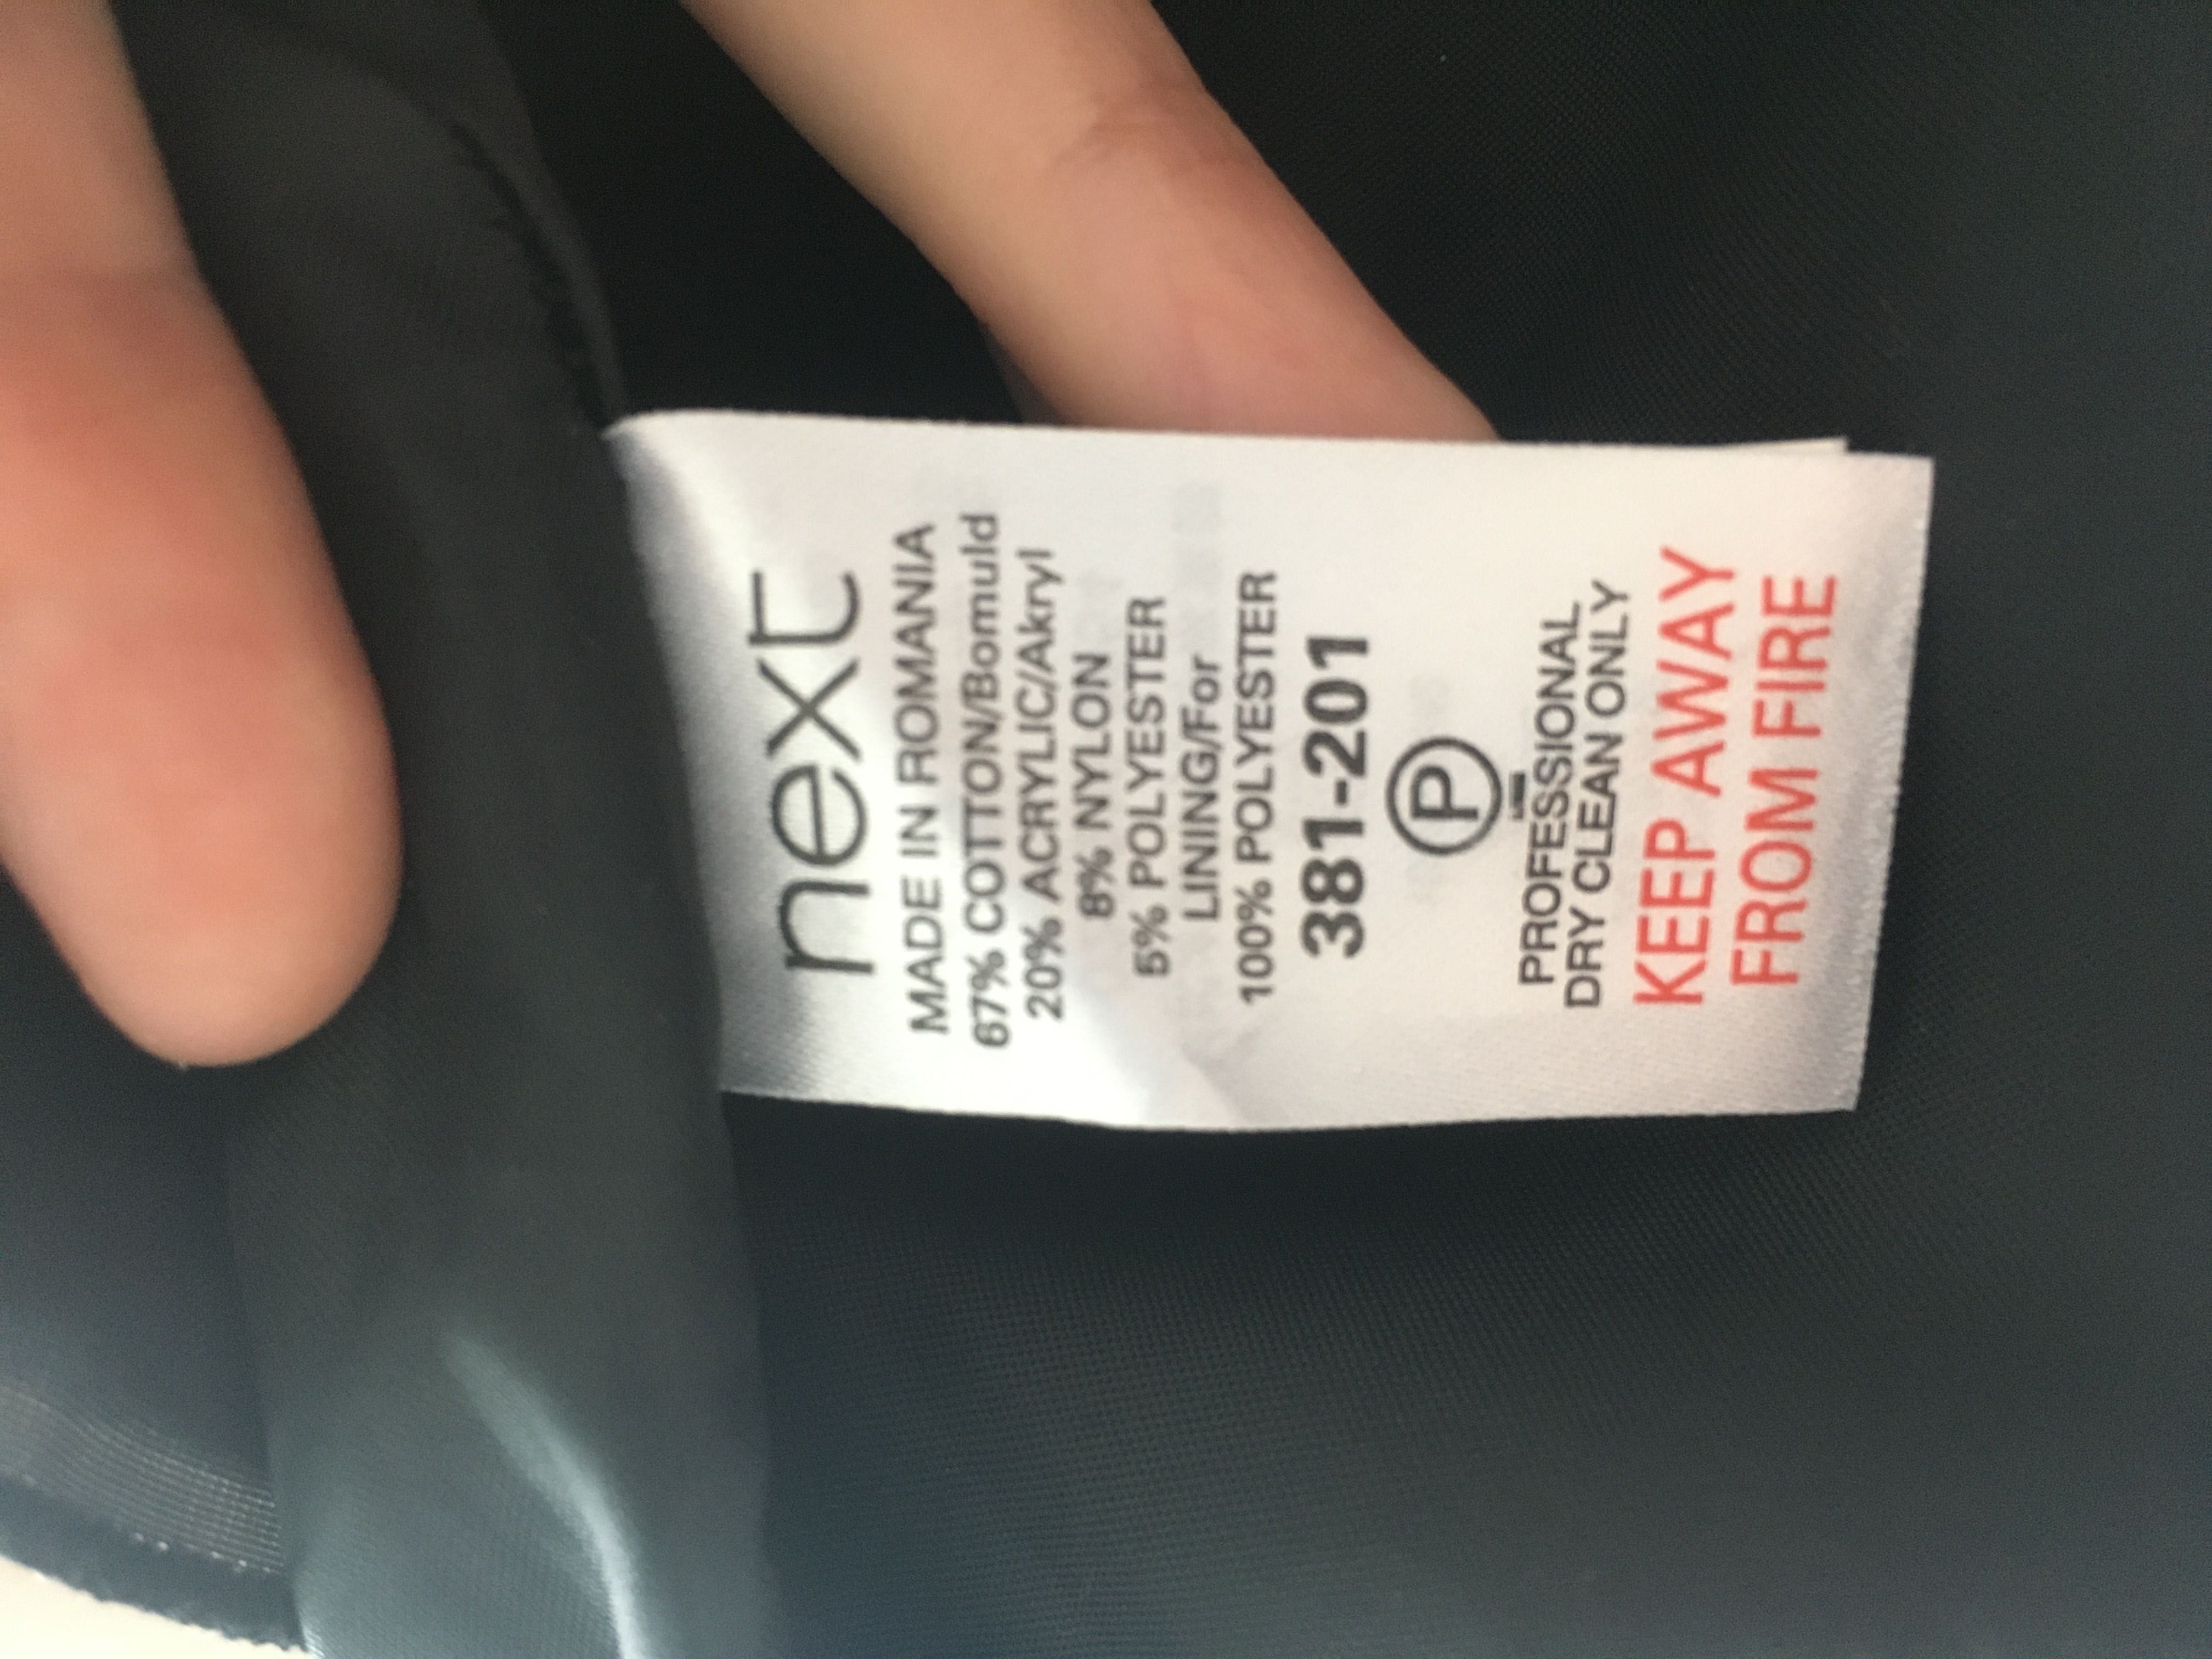 next
MADE IN ROMANIA
67% COTTON/Bomuld
20% ACRYLIC/Akryl
8% NYLON
5% POLYESTER
LINING/For
100% POLYESTER
381-201
P
PROFESSIONAL
DRY CLEAN ONLY
KEEP AWAY
FROM FIRE